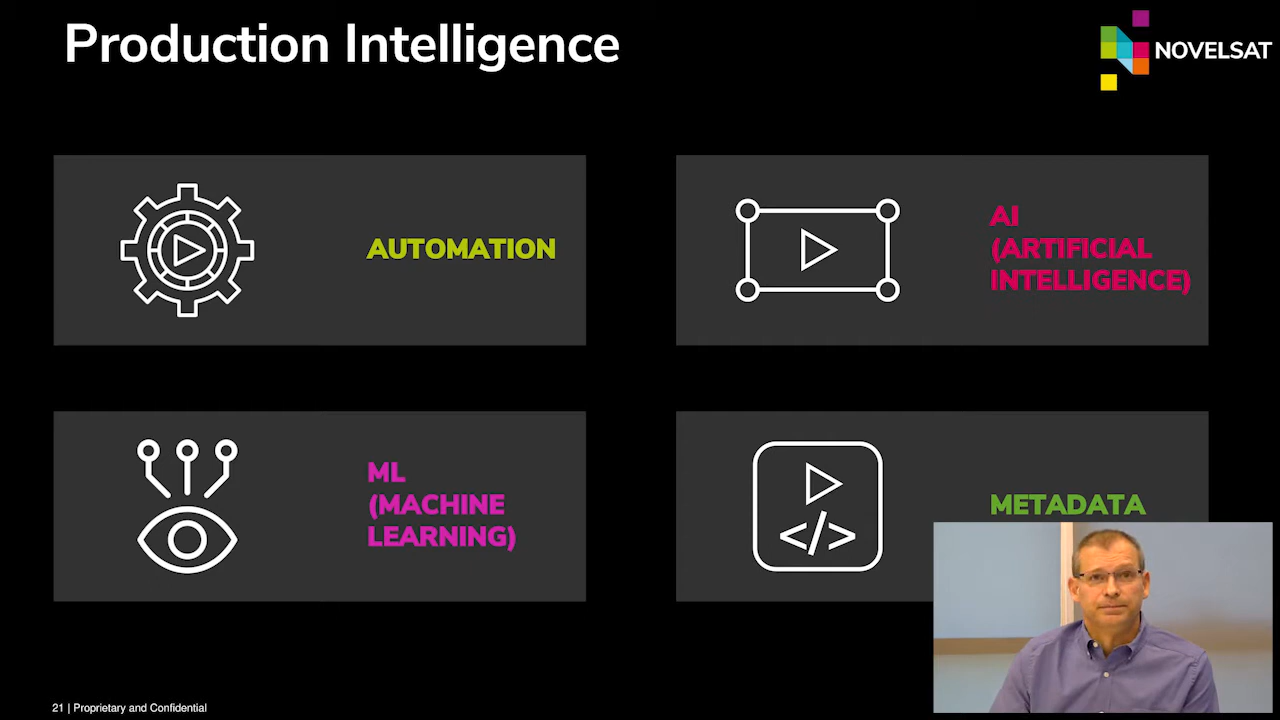 Production Intelligence
NOVELSAT
AUTOMATION
AI
(ARTIFICIAL
INTELLIGENCE)
ML
(MACHINE
LEARNING)
</>
METADATA
21 | Proprietary and Confidential